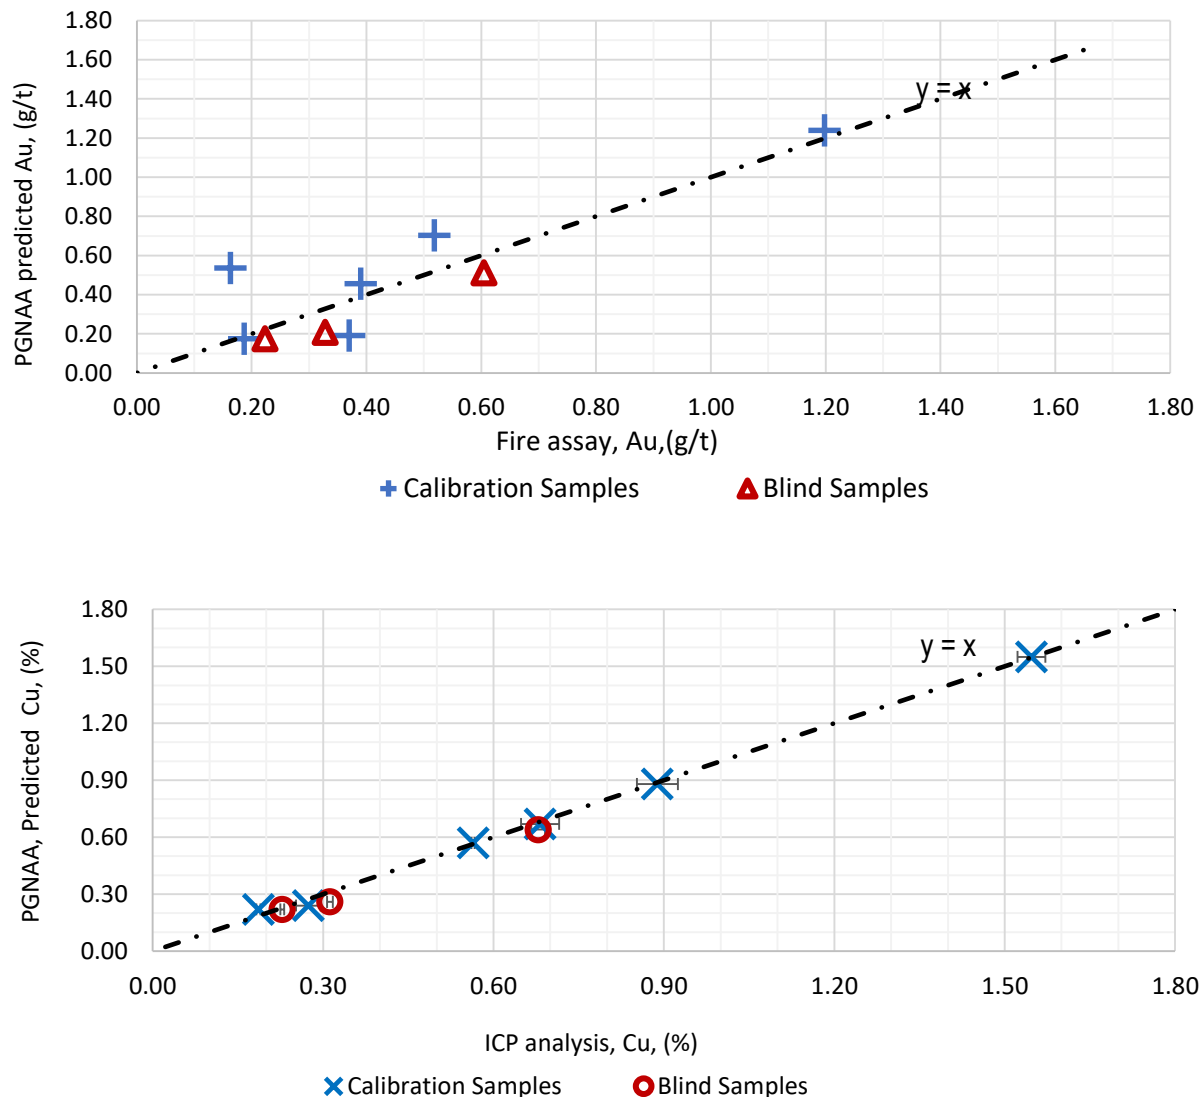 1.80
1.60
1.40
1.20
1.00
0.80
0.60
0.40
0.20
0.00
PGNAA predicted Au, (g/t)
y = x
0.00 0.20 0.40 0.60 0.80 1.00 1.20 1.40 1.60 1.80
Fire assay, Au,(g/t)
Calibration Samples Blind Samples
1.80
1.50
1.20
0.90
0.60
0.30
0.00
PGNAA, Predicted Cu, (%)
y = x
0.00 0.30 0.60 0.90 1.20 1.50 1.80
ICP analysis, Cu, (%)
Calibration Samples Blind Samples